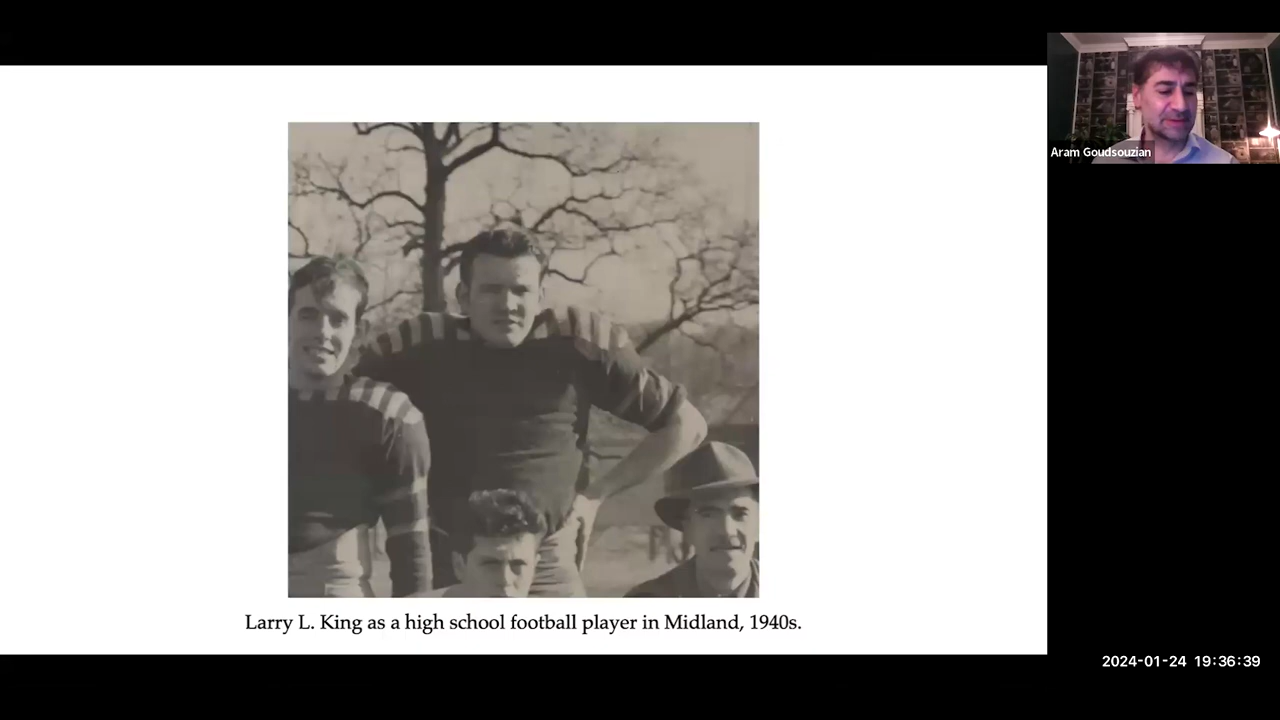 Aram Goudsouzian
Larry L. King as a high school football player in Midland, 1940s.
2024-01-24 19:36:39